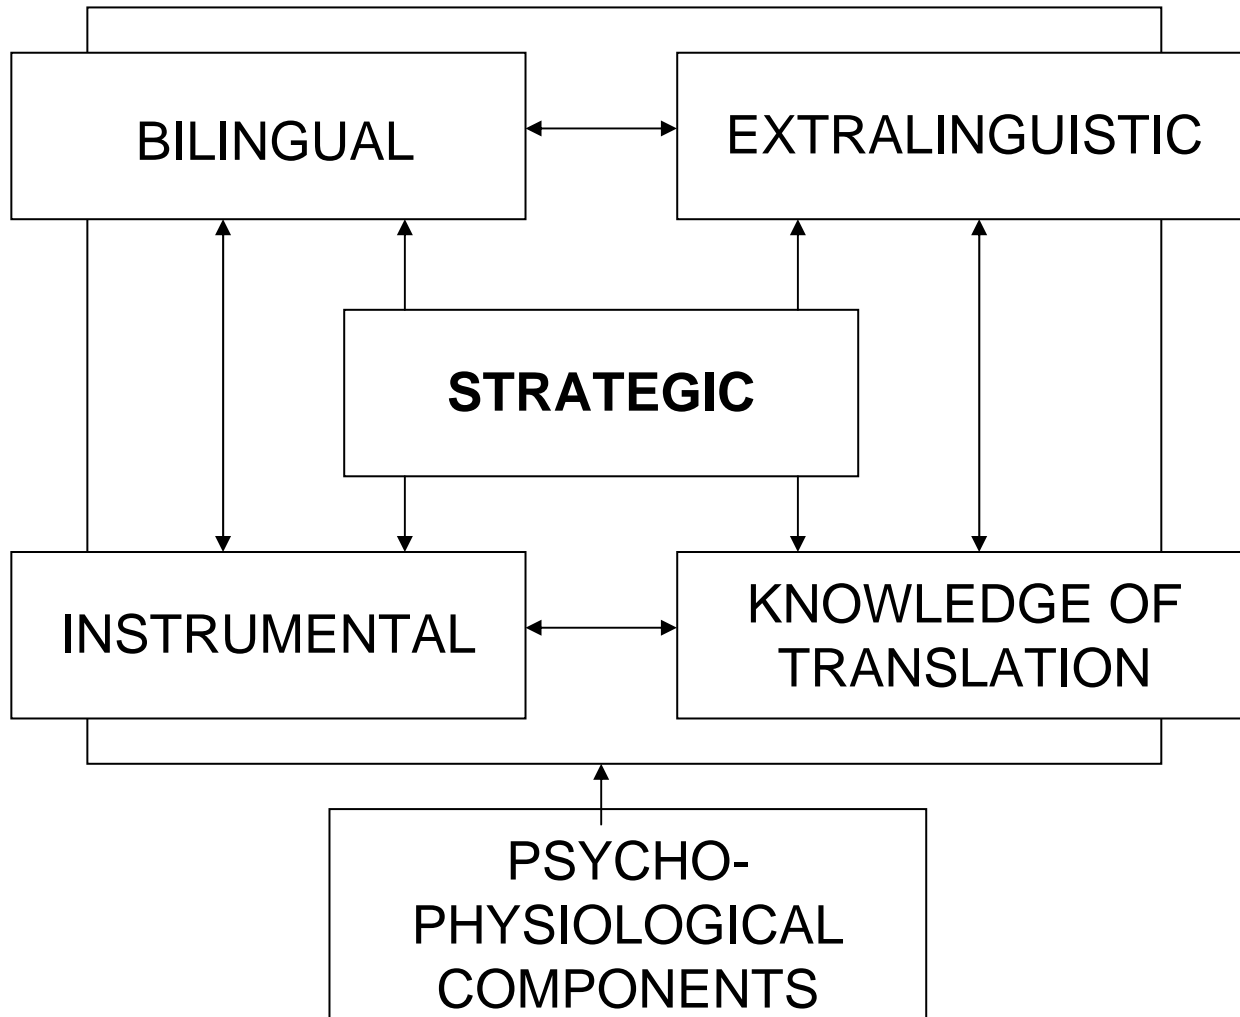 BILINGUAL
EXTRALINGUISTIC
STRATEGIC
INSTRUMENTAL
KNOWLEDGE OF
TRANSLATION
PSYCHO-
PHYSIOLOGICAL
COMPONENTS